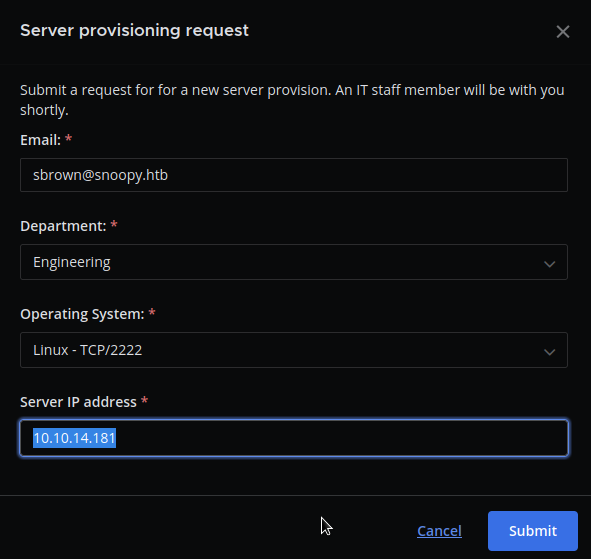 Server provisioning request
Submit a request for for a new server provision. An IT staff member will be with you
shortly.
Email: *
sbrown@snoopy.htb
Department: *
Engineering
Operating System: *
Linux - TCP/2222
Server IP address *
10.10.14.181
Cancel
Submit